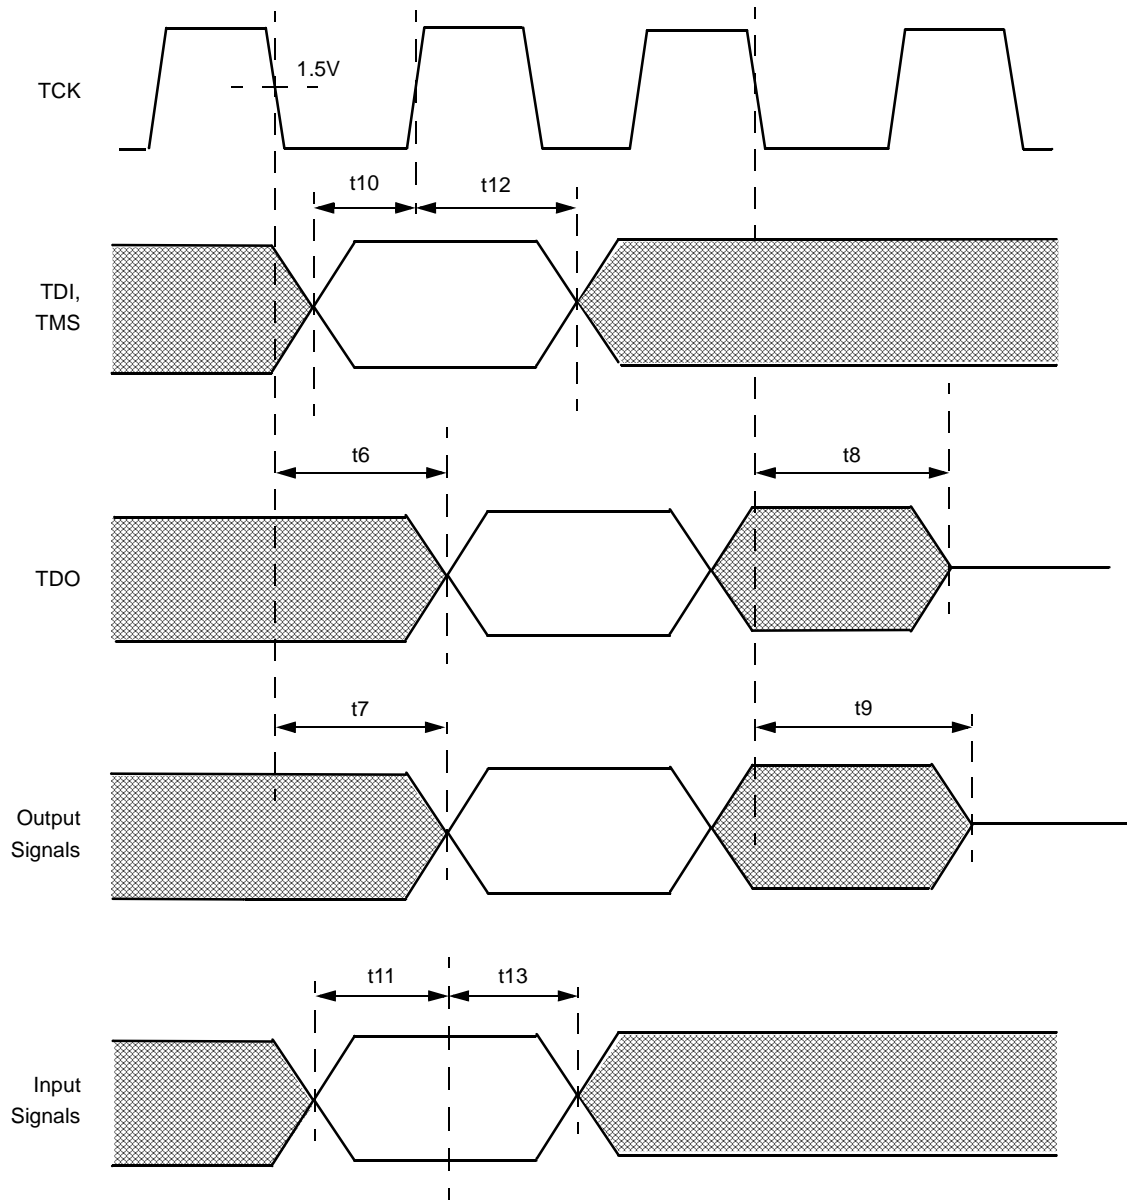 1.5V
TCK
t10
t12
TDI,
TMS
t6
t8
TDO
t7
t9
Output
Signals
t11
t13
Input
Signals